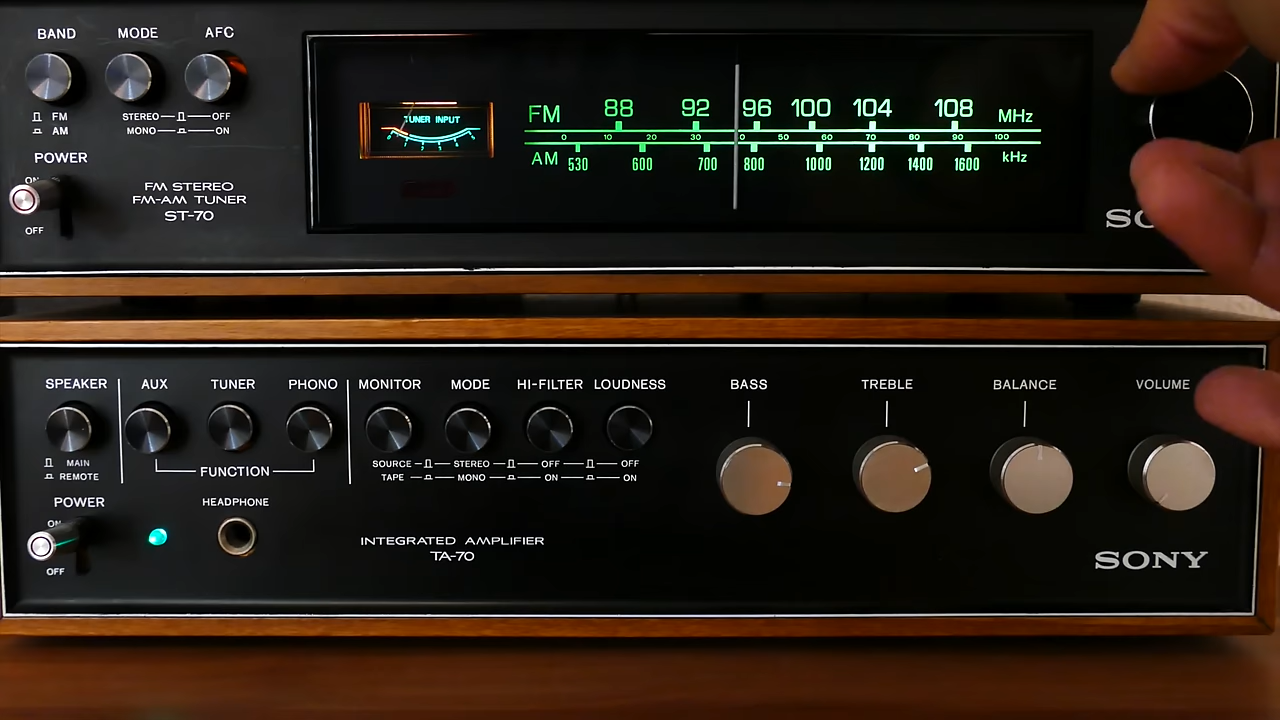 BAND MODE AFC
FM STEREO OFF
AM MONO ON
POWER
ON
OFF
FM STEREO
FM-AM TUNER
ST-70
TUNER INPUT
FM 88 92 96 100 104 108 MHz
0 10 20 30 0 50 60 70 80 90 100
AM 530 600 700 800 1000 1200 1400 1600 kHz
SO
SPEAKER AUX TUNER PHONO MONITOR MODE HI-FILTER LOUDNESS BASS TREBLE BALANCE VOLUME
MAIN SOURCE STEREO OFF OFF
REMOTE FUNCTION TAPE MONO ON ON
POWER HEADPHONE
ON
OFF
INTEGRATED AMPLIFIER
TA-70
SONY